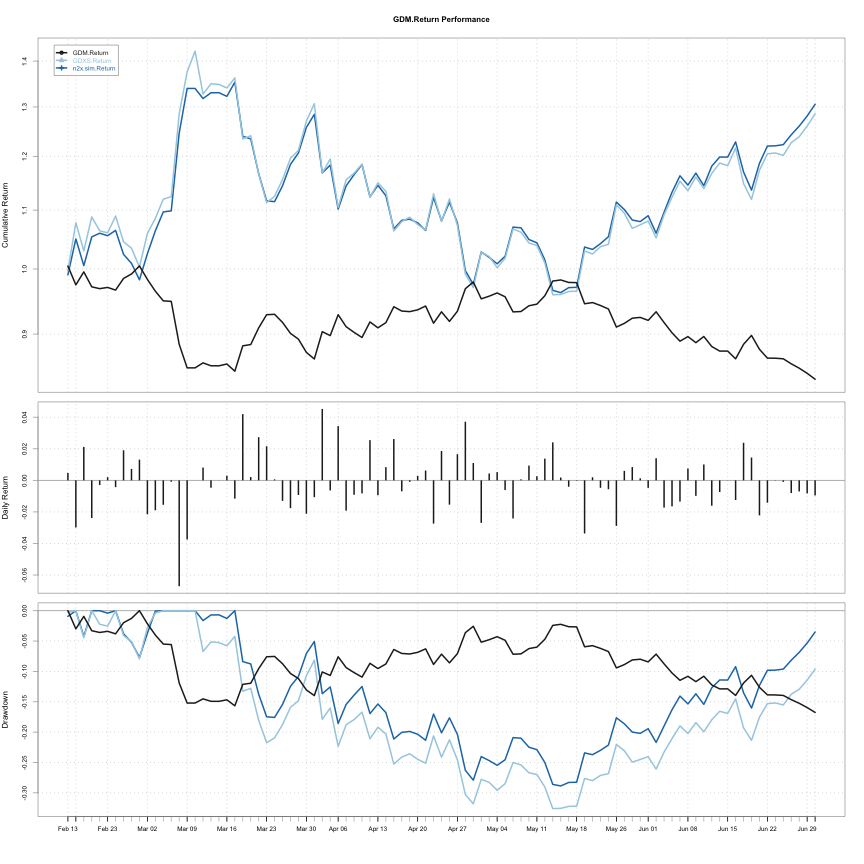 GDM.Return Performance
GDM.Return
GDXS.Return
n2x.sim.Return
Cumulative Return
1.4
1.3
1.2
1.1
1.0
0.9
Daily Return
0.04
0.02
0.00
-0.02
-0.04
-0.06
Drawdown
0.00
-0.05
-0.10
-0.15
-0.20
-0.25
-0.30
Feb 13 Feb 23 Mar 02 Mar 09 Mar 16 Mar 23 Mar 30 Apr 06 Apr 13 Apr 20 Apr 27 May 04 May 11 May 18 May 26 Jun 01 Jun 08 Jun 15 Jun 22 Jun 29